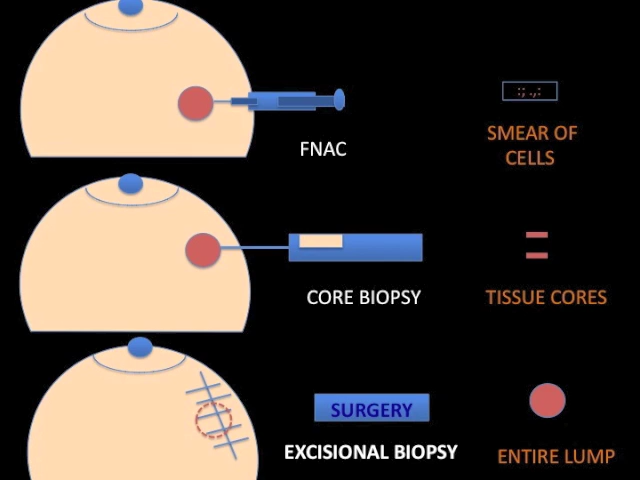 FNAC
SMEAR OF
CELLS
CORE BIOPSY
TISSUE CORES
SURGERY
EXCISIONAL BIOPSY
ENTIRE LUMP